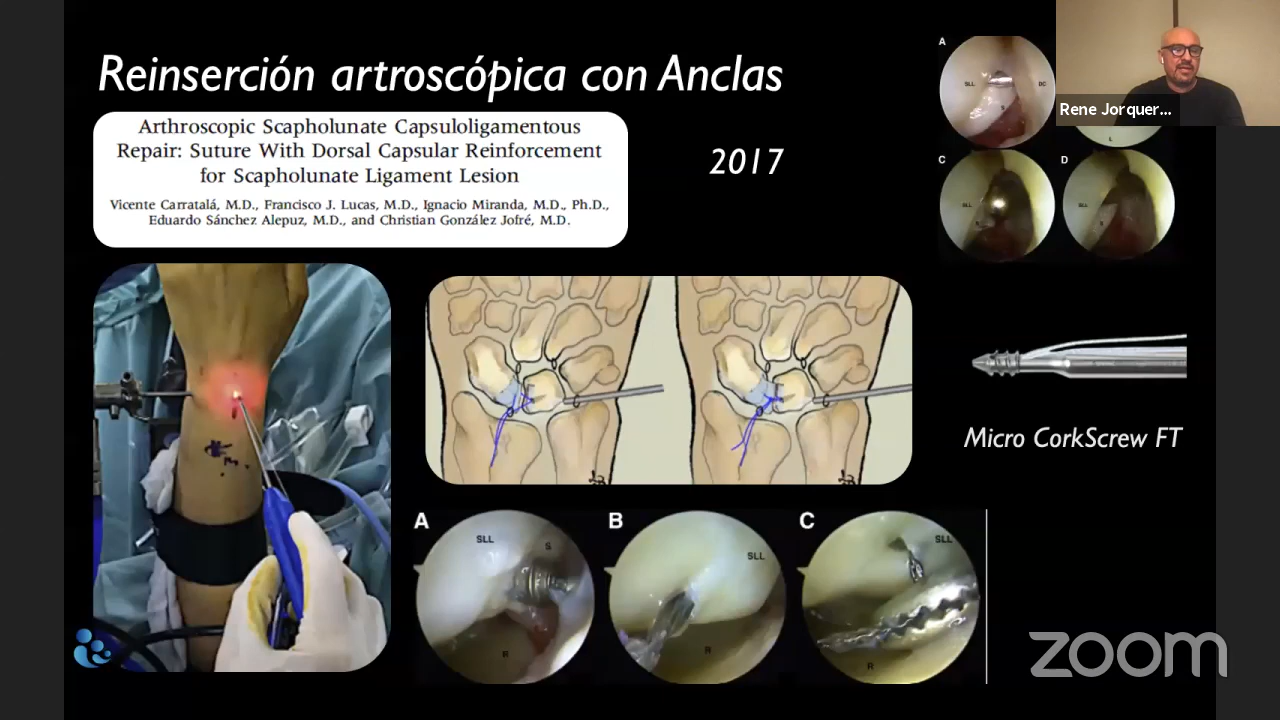 Reinserción artroscópica con Anclas
Arthroscopic Scapholunate Capsuloligamentous
Repair: Suture With Dorsal Capsular Reinforcement
for Scapholunate Ligament Lesion
Vicente Carratalá, M.D., Francisco J. Lucas, M.D., Ignacio Miranda, M.D., Ph.D.,
Eduardo Sánchez Alepuz, M.D., and Christian González Jofré, M.D.
2017
A
SLL
DC
S
Rene Jorquer...
L
C
D
SLL
SLL
S
Micro CorkScrew FT
A
SLL
S
R
B
SLL
R
C
SLL
R
zoom